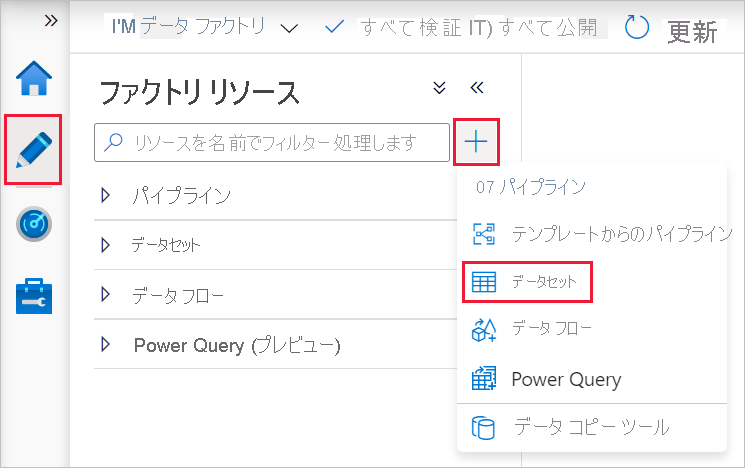 I'M データ ファクトリ すべて検証 IT) すべて公開 更新
ファクトリ リソース
リソースを名前でフィルター処理します
パイプライン
データセット
データ フロー
Power Query (プレビュー)
07 パイプライン
テンプレートからのパイプライン
データセット
データ フロー
Power Query
データ コピー ツール